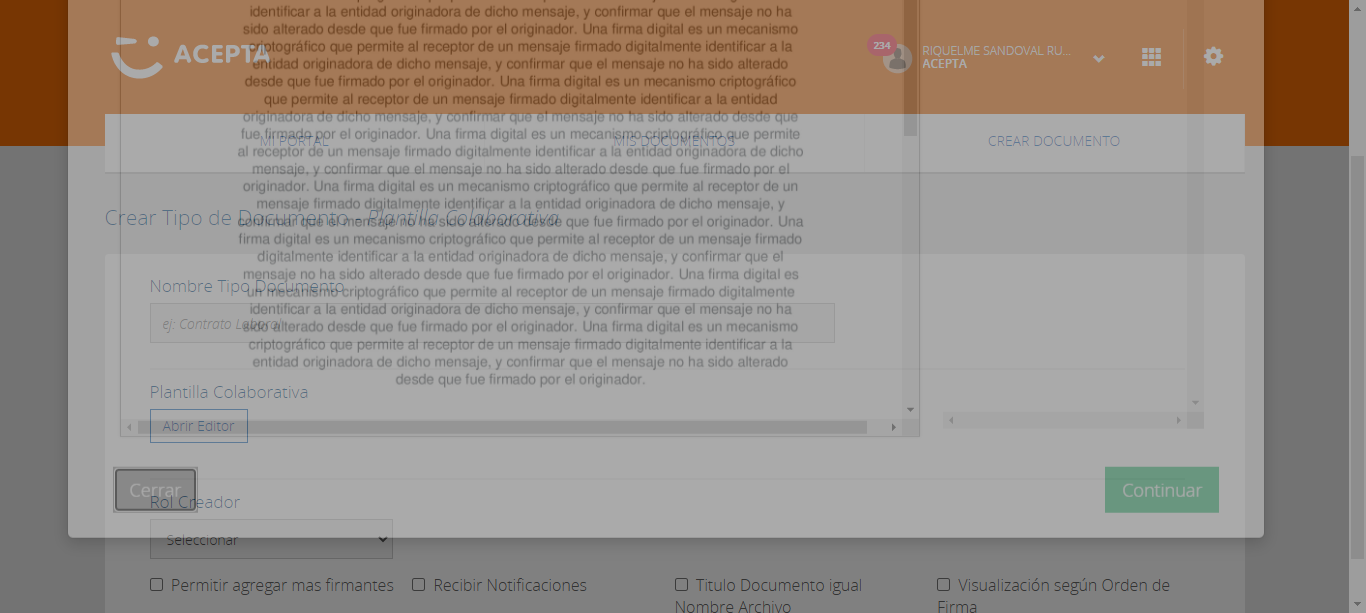 identificar a la entidad originadora de dicho mensaje, y confirmar que el mensaje no ha
sido alterado desde que fue firmado por el originador. Una firma digital es un mecanismo
criptográfico que permite al receptor de un mensaje firmado digitalmente identificar a la
entidad originadora de dicho mensaje, y confirmar que el mensaje no ha sido alterado
desde que fue firmado por el originador. Una firma digital es un mecanismo criptográfico
que permite al receptor de un mensaje firmado digitalmente identificar a la entidad
originadora de dicho mensaje, y confirmar que el mensaje no ha sido alterado desde que
fue firmado por el originador. Una firma digital es un mecanismo criptográfico que permite
al receptor de un mensaje firmado digitalmente identificar a la entidad originadora de dicho
mensaje, y confirmar que el mensaje no ha sido alterado desde que fue firmado por el
originador. Una firma digital es un mecanismo criptográfico que permite al receptor de un
mensaje firmado digitalmente identificar a la entidad originadora de dicho mensaje, y
confirmar que el mensaje no ha sido alterado desde que fue firmado por el originador. Una
firma digital es un mecanismo criptográfico que permite al receptor de un mensaje firmado
digitalmente identificar a la entidad originadora de dicho mensaje, y confirmar que el
mensaje no ha sido alterado desde que fue firmado por el originador. Una firma digital es
un mecanismo criptográfico que permite al receptor de un mensaje firmado digitalmente
identificar a la entidad originadora de dicho mensaje, y confirmar que el mensaje no ha
sido alterado desde que fue firmado por el originador. Una firma digital es un mecanismo
criptográfico que permite al receptor de un mensaje firmado digitalmente identificar a la
entidad originadora de dicho mensaje, y confirmar que el mensaje no ha sido alterado
desde que fue firmado por el originador.
ACEPTA
234
RIQUELME SANDOVAL RU...
ACEPTA
MI PORTAL
MIS DOCUMENTOS
CREAR DOCUMENTO
Crear Tipo de Documento - Plantilla Colaborativa
Nombre Tipo Documento
ej: Contrato Laboral
Plantilla Colaborativa
Abrir Editor
Cerrar
Continuar
Rol Creador
Seleccionar
Permitir agregar mas firmantes
Recibir Notificaciones
Titulo Documento igual
Nombre Archivo
Visualización según Orden de
Firma